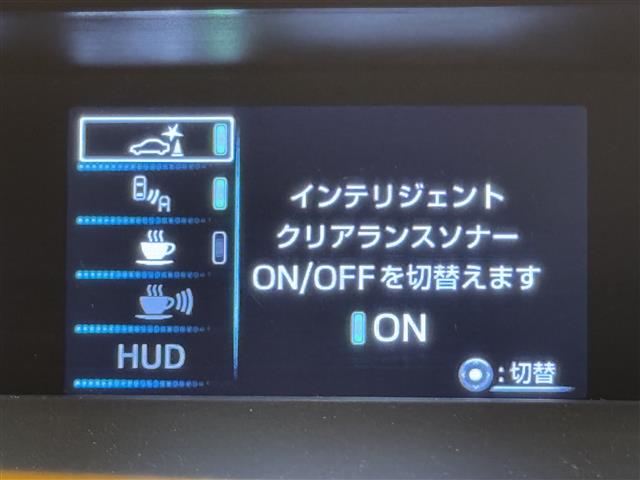 インテリジェント
クリアランスソナー
ON/OFFを切替えます
ON
HUD
:切替